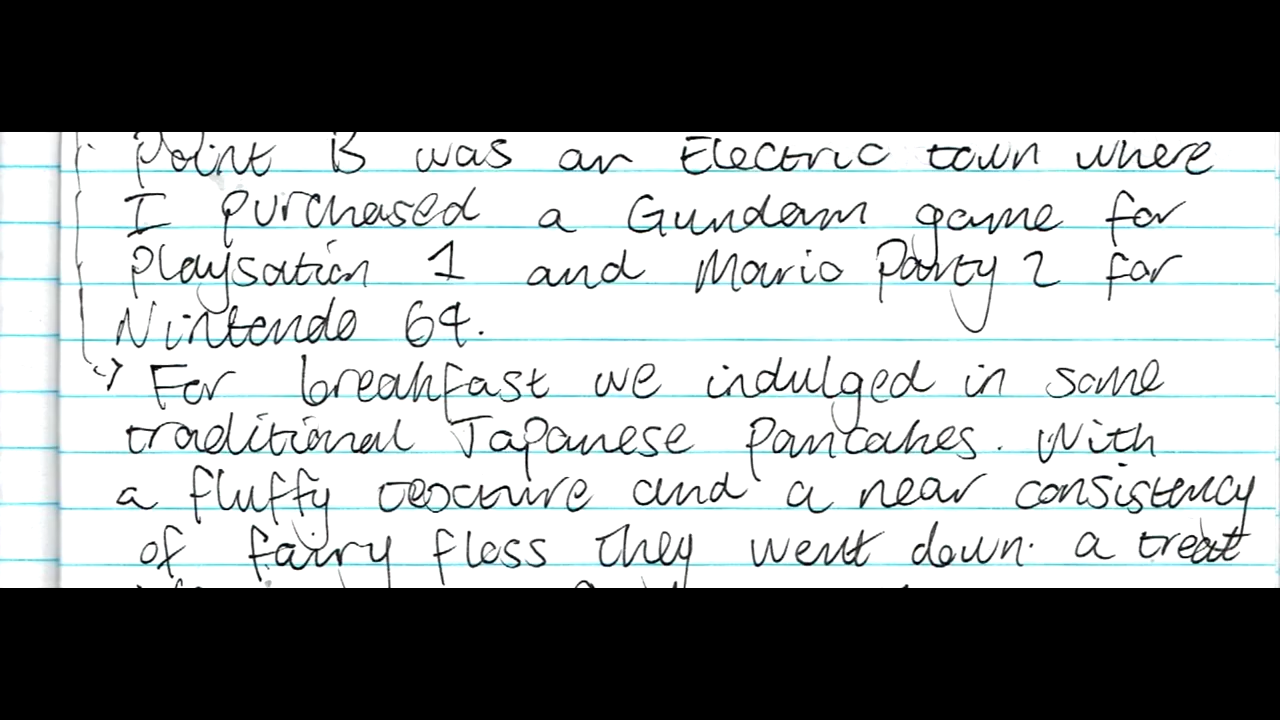 Point B was an Electric town where
I purchased a Gundam game for
Playsation 1 and Mario Party 2 for
Nintendo 64.
→ For breakfast we indulged in some
traditional Japanese pancakes. With
a fluffy texture and a near consistency
of fairy floss they went down. a treat